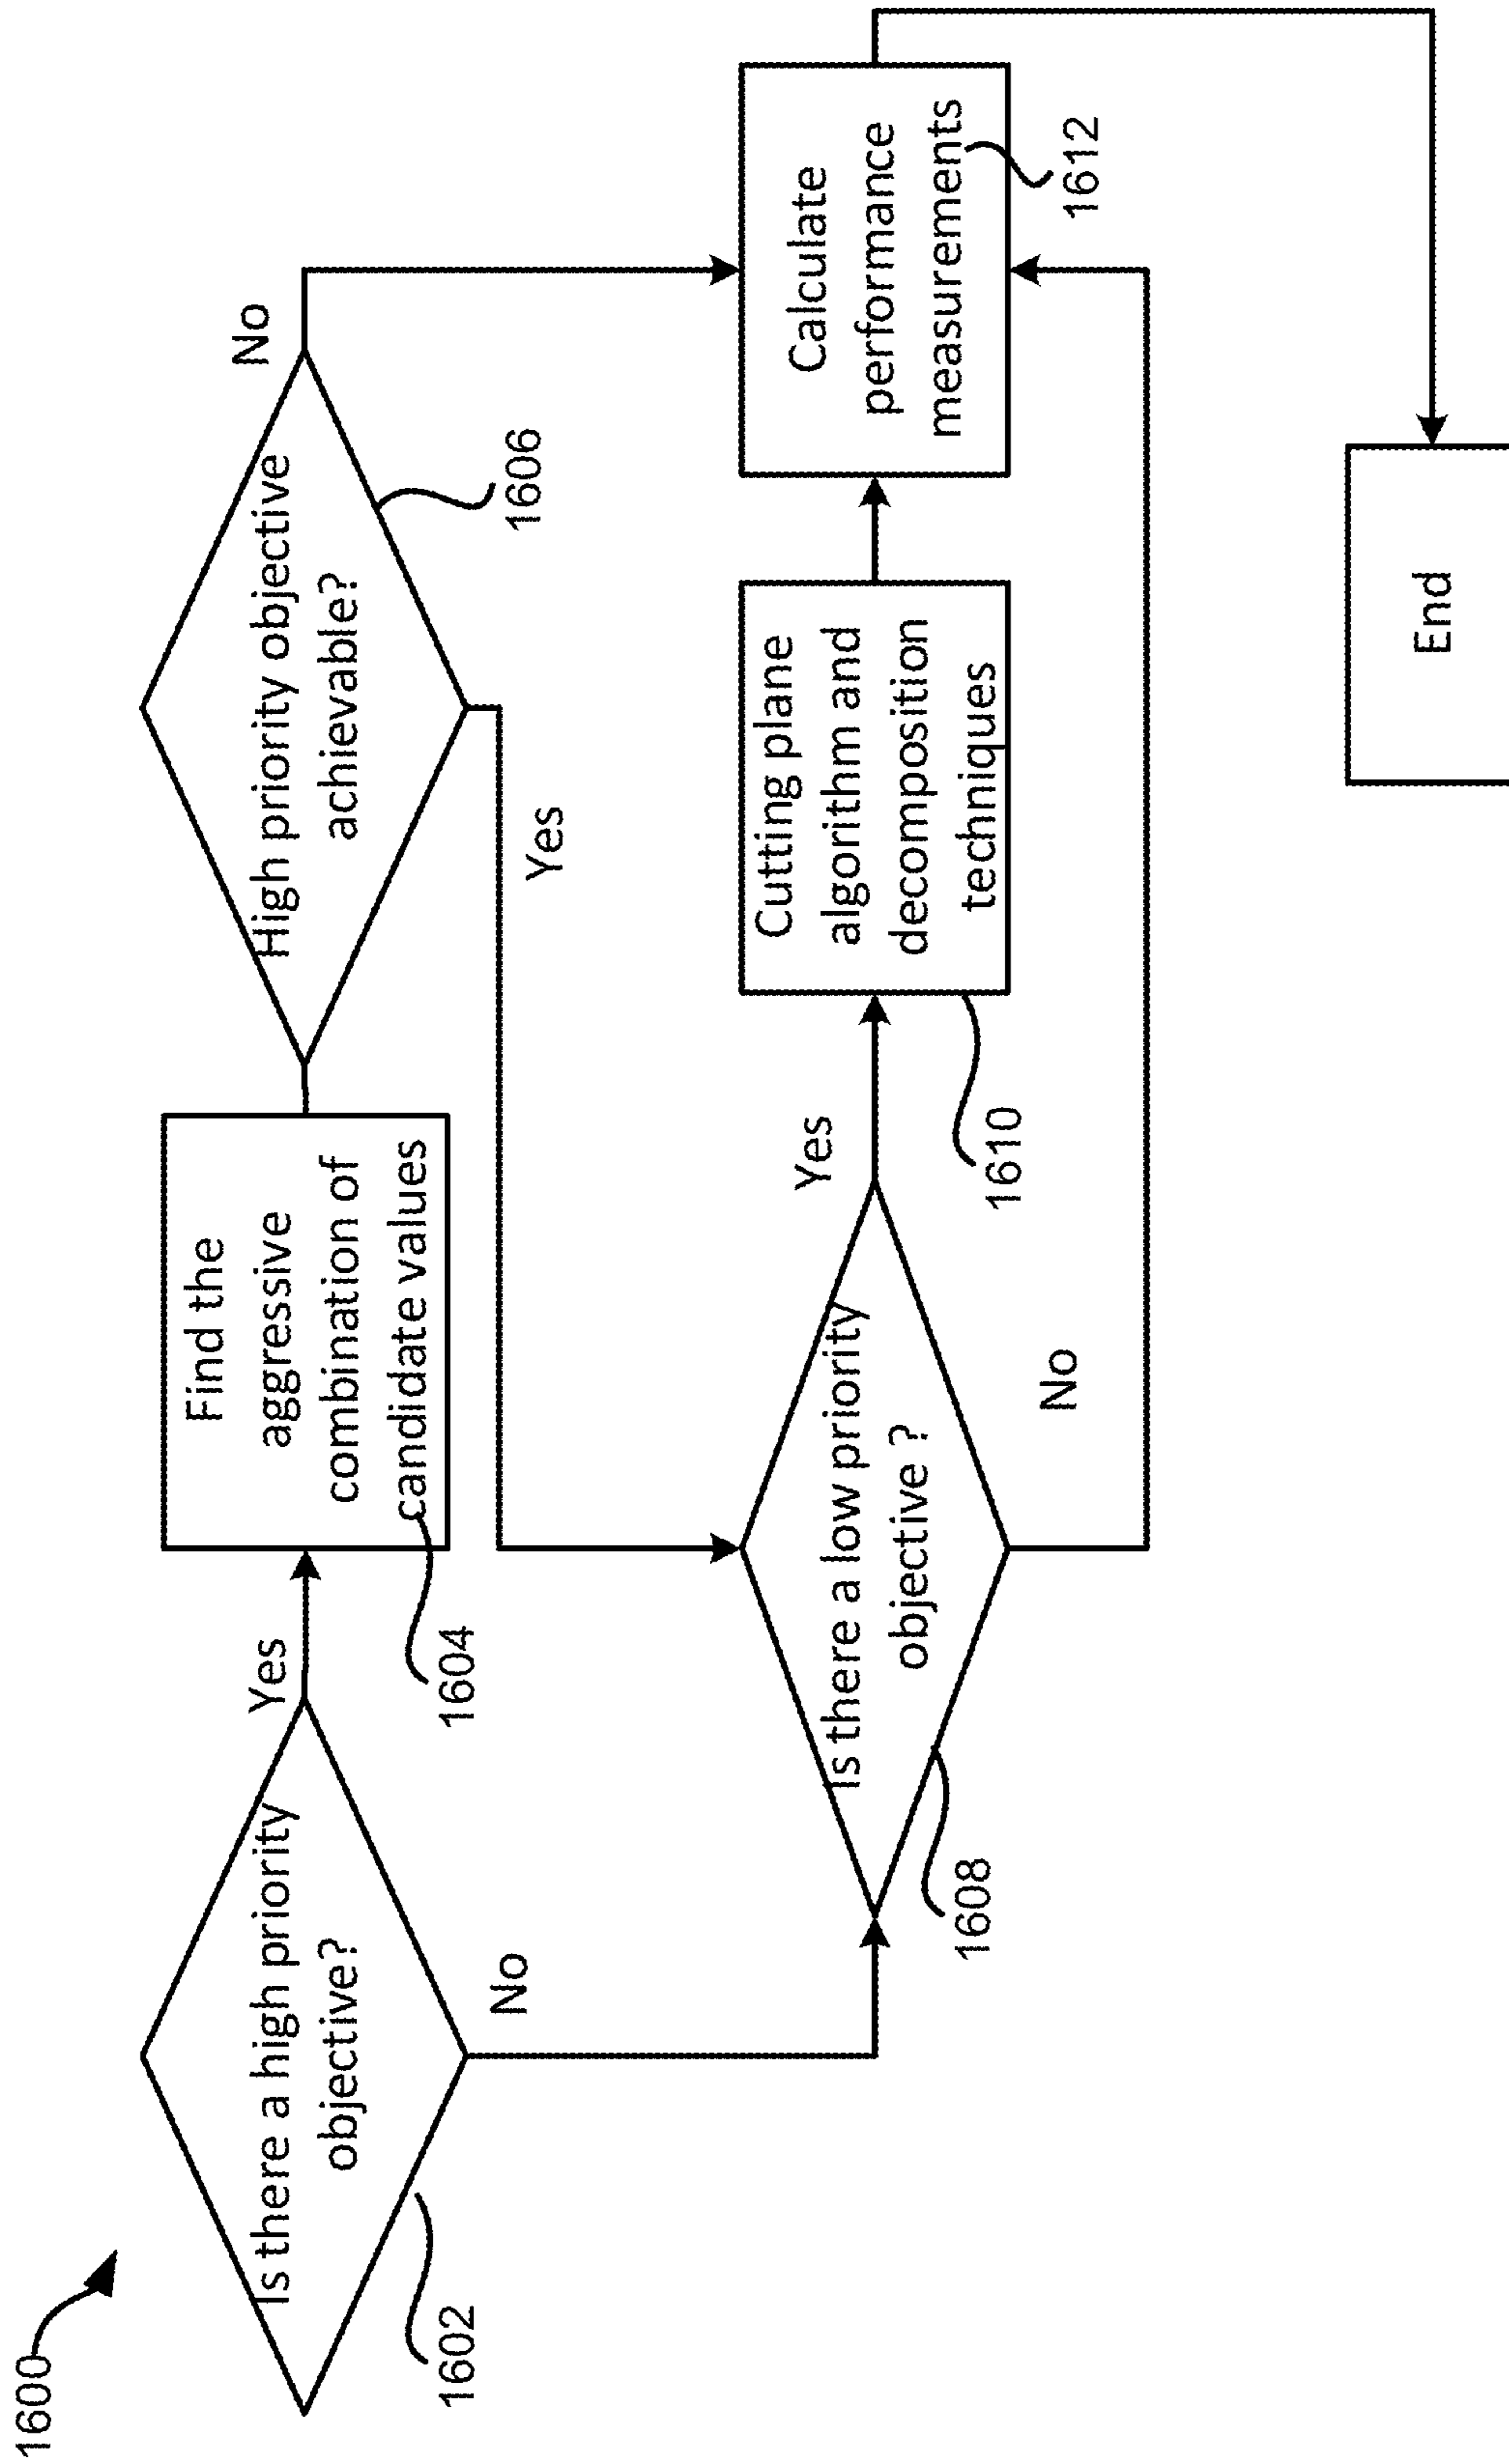 1600
Is there a high priority
objective?
1602
Yes
No
Find the
aggressive
combination of
candidate values
1604
High priority objective
achievable?
1606
No
Yes
Is there a low priority
objective ?
1608
Yes
No
Cutting plane
algorithm and
decomposition
techniques
1610
Calculate
performance
measurements
1612
End